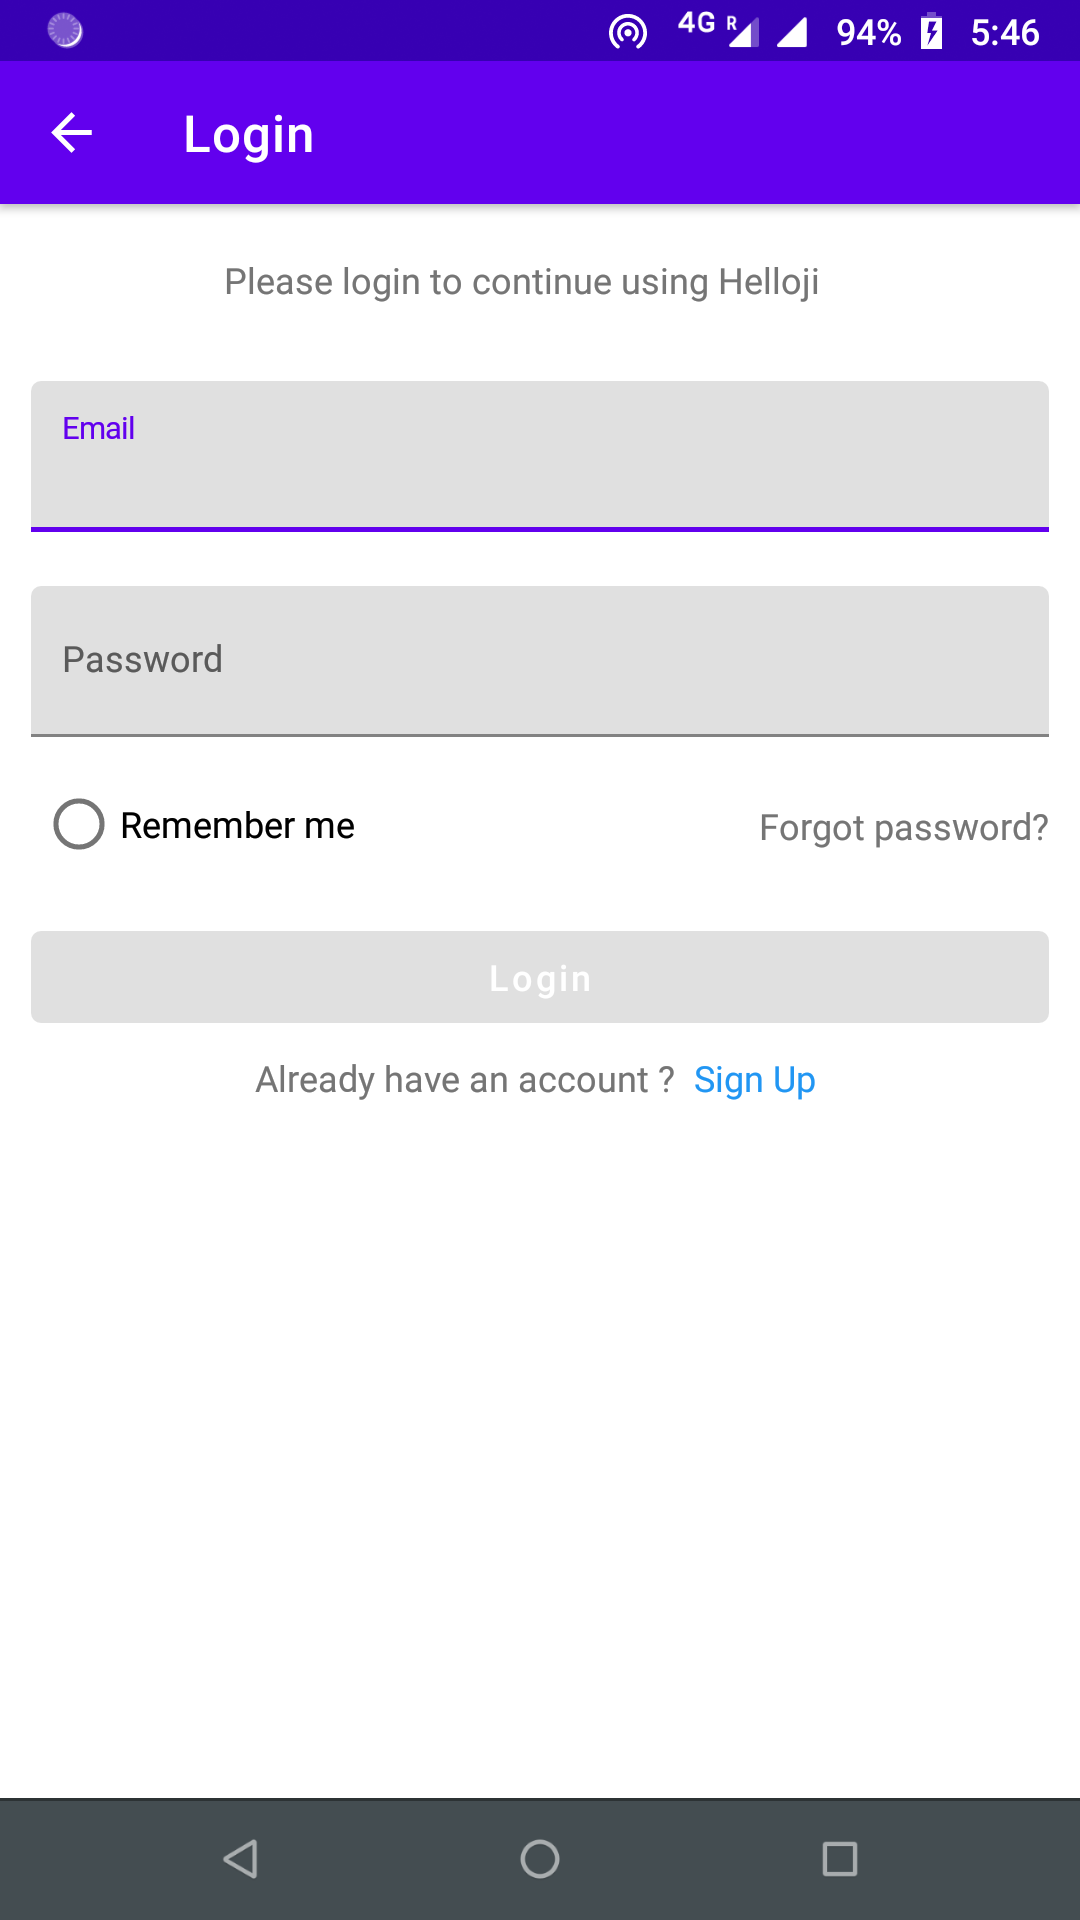 4G R 94% 5:46
Login
Please login to continue using Helloji
Email
Password
Remember me Forgot password?
Login
Already have an account ? Sign Up